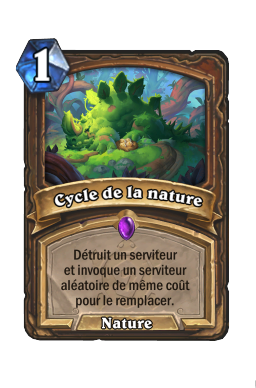 1
Cycle de la nature
Détruit un serviteur
et invoque un serviteur
aléatoire de même coût
pour le remplacer.
Nature